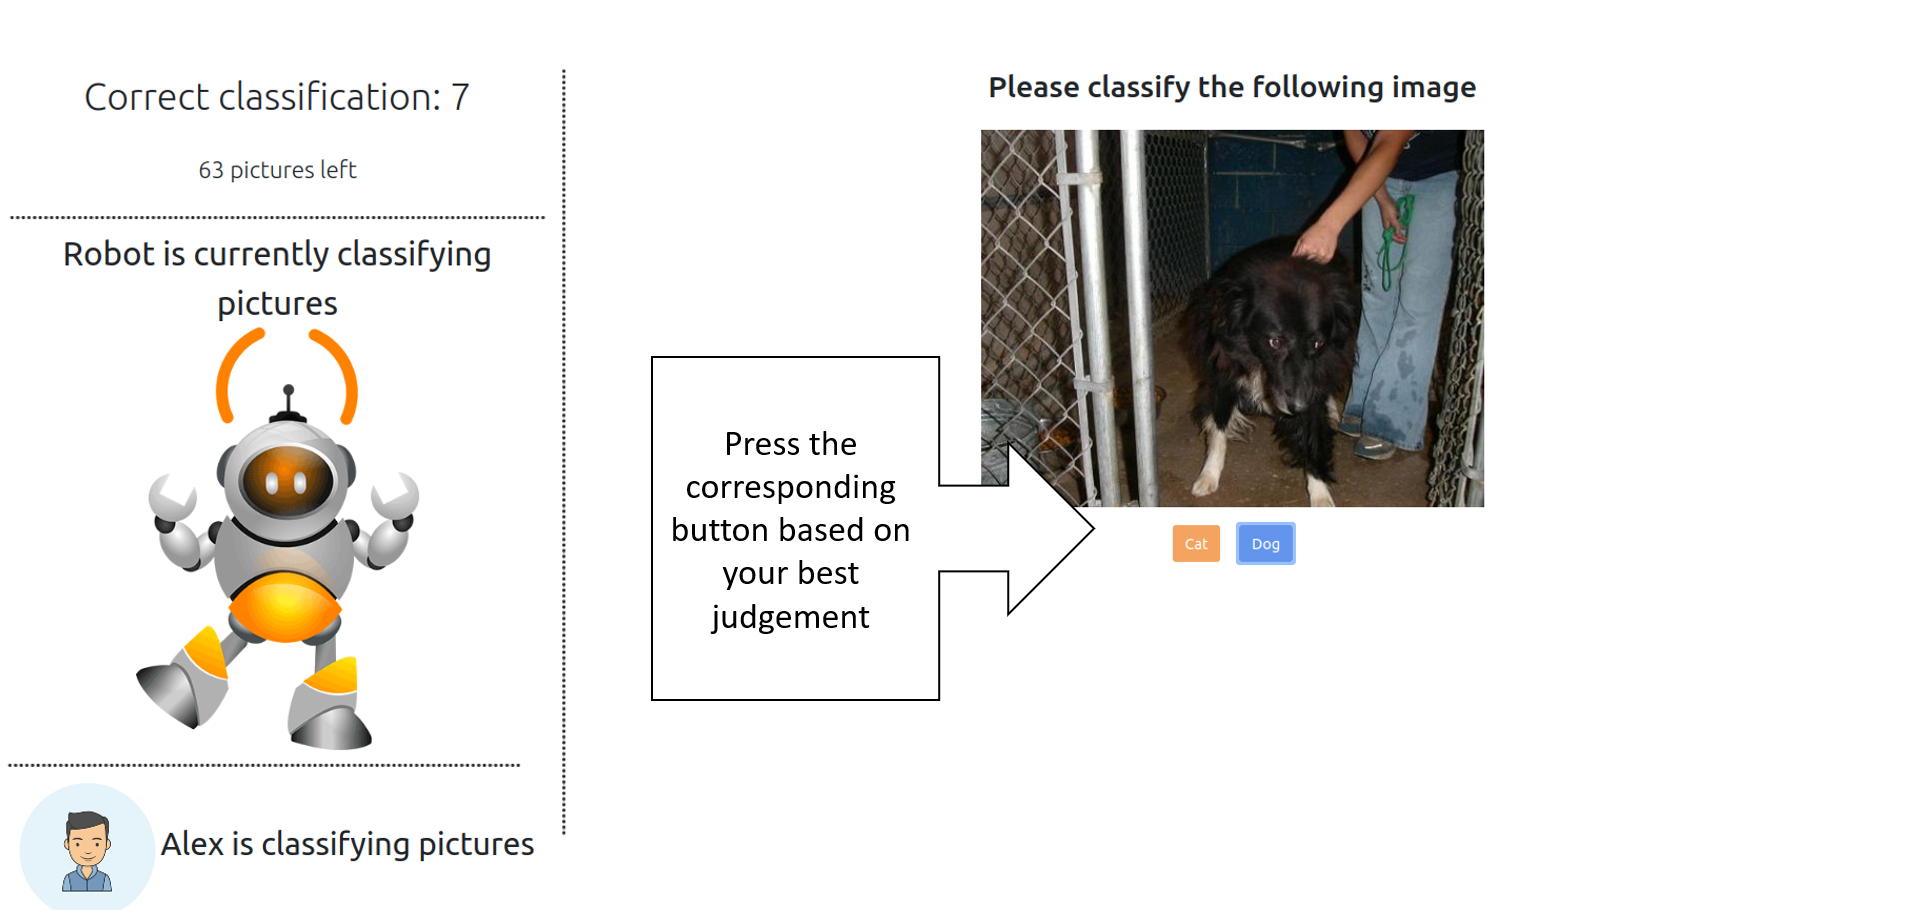 Correct classification: 7
63 pictures left
Robot is currently classifying
pictures
Alex is classifying pictures
Press the
corresponding
button based on
your best
judgement
Please classify the following image
Cat
Dog